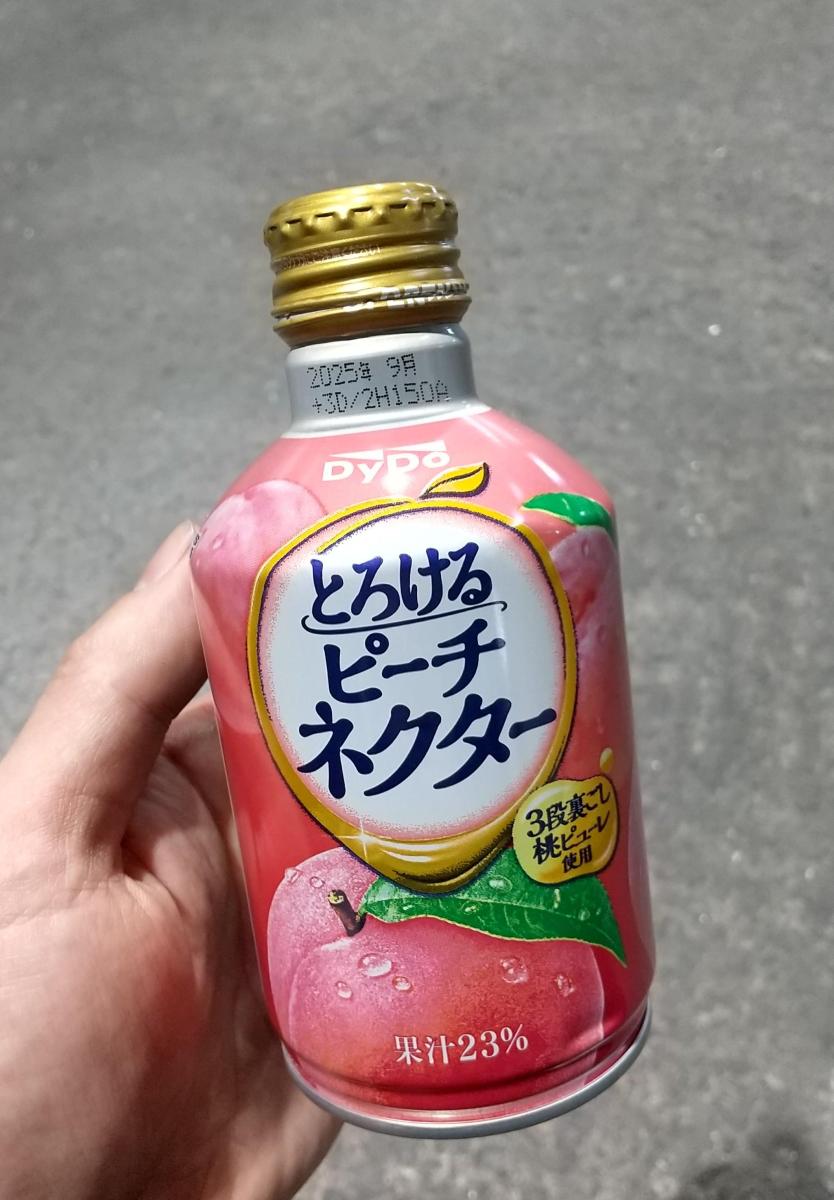 2025年 9月
+3D/2H150A
DyDo
とろける
ピーチ
ネクター
3段裏ごし
桃ピューレ
使用
果汁23%